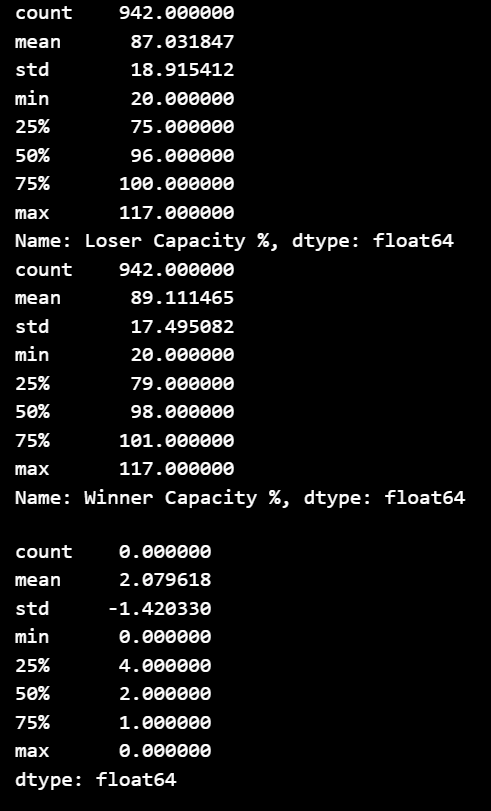 count    942.000000
mean      87.031847
std       18.915412
min       20.000000
25%       75.000000
50%       96.000000
75%      100.000000
max      117.000000
Name: Loser Capacity %, dtype: float64
count    942.000000
mean      89.111465
std       17.495082
min       20.000000
25%       79.000000
50%       98.000000
75%      101.000000
max      117.000000
Name: Winner Capacity %, dtype: float64
count    0.000000
mean     2.079618
std     -1.420330
min      0.000000
25%      4.000000
50%      2.000000
75%      1.000000
max      0.000000
dtype: float64